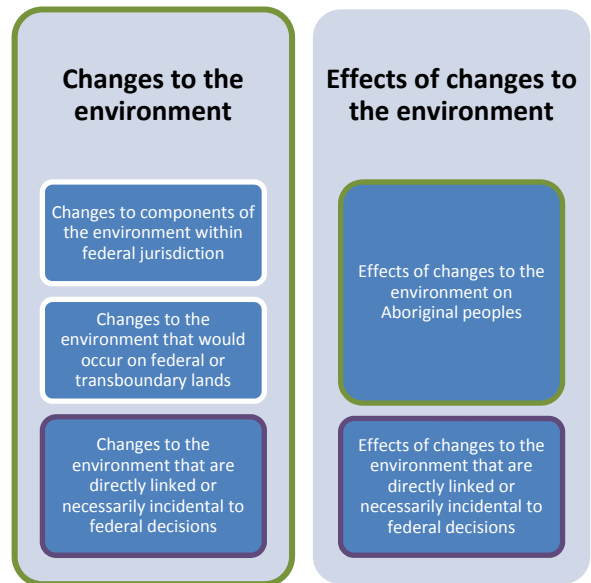 Changes to the
environment
Changes to components of
the environment within
federal jurisdiction
Changes to the
environment that would
occur on federal or
transboundary lands
Changes to the
environment that are
directly linked or
necessarily incidental to
federal decisions
Effects of changes to
the environment
Effects of changes to the
environment on
Aboriginal peoples
Effects of changes to the
environment that are
directly linked or
necessarily incidental to
federal decisions